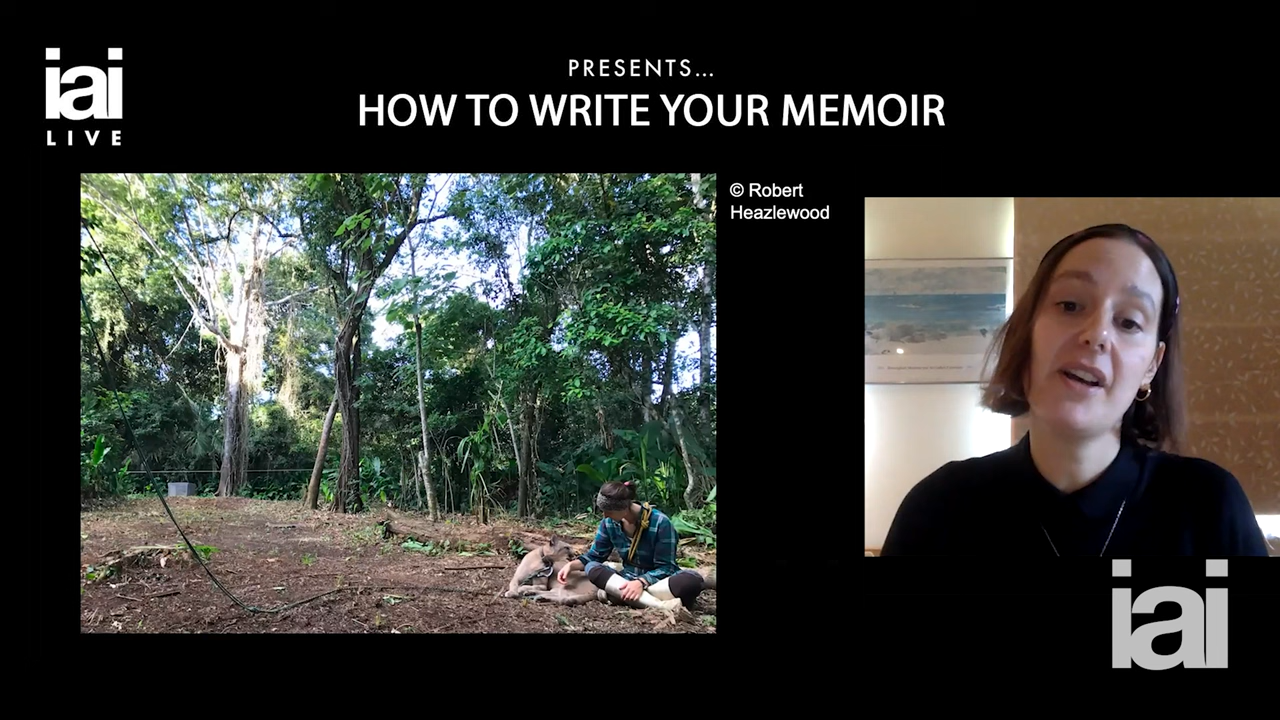 iai
LIVE
PRESENTS...
HOW TO WRITE YOUR MEMOIR
© Robert
Heazlewood
iai